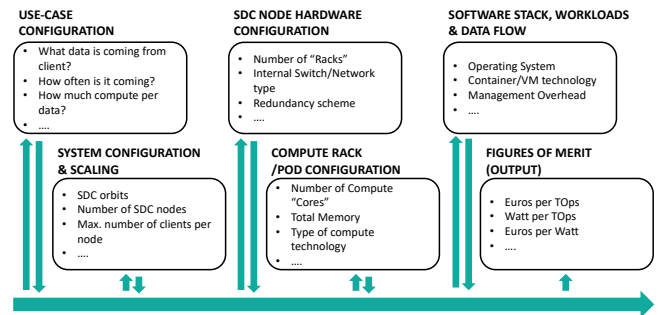 USE-CASE
CONFIGURATION
• What data is coming from
client?
• How often is it coming?
• How much compute per
data?
• ....
SDC NODE HARDWARE
CONFIGURATION
• Number of “Racks”
• Internal Switch/Network
type
• Redundancy scheme
• ....
SOFTWARE STACK, WORKLOADS
& DATA FLOW
• Operating System
• Container/VM technology
• Management Overhead
• ....
SYSTEM CONFIGURATION
& SCALING
• SDC orbits
• Number of SDC nodes
• Max. number of clients per
node
• ....
COMPUTE RACK
/POD CONFIGURATION
• Number of Compute
“Cores”
• Total Memory
• Type of compute
technology
• ....
FIGURES OF MERIT
(OUTPUT)
• Euros per TOps
• Watt per TOps
• Euros per Watt
• ....